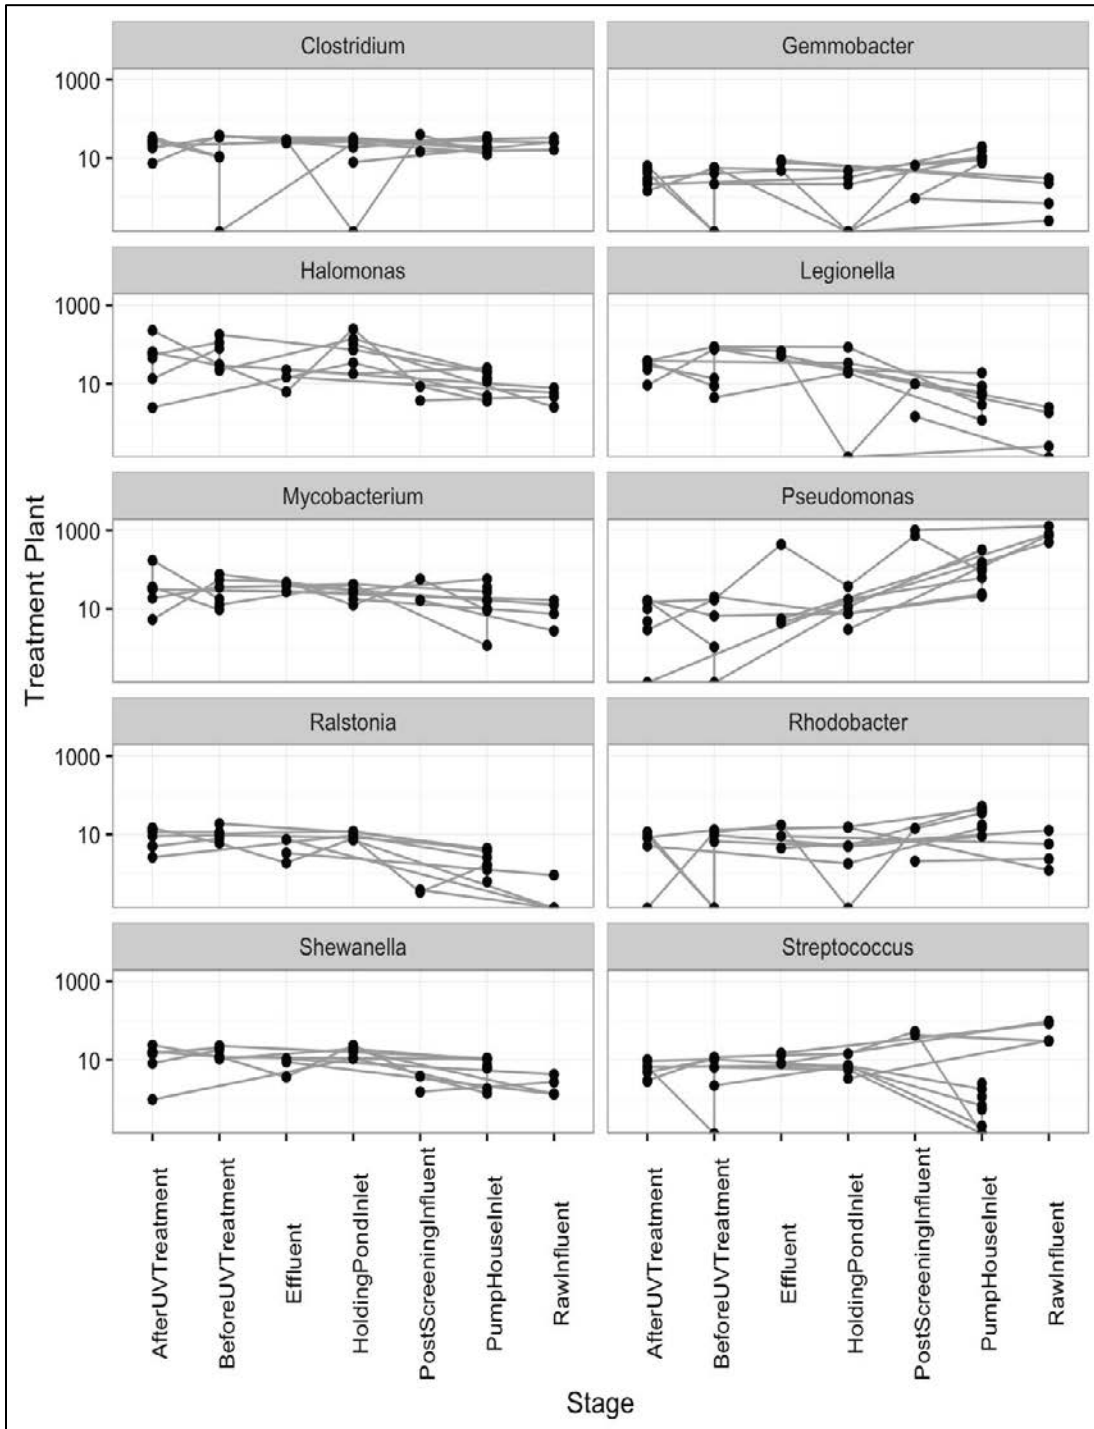 Clostridium Gemmobacter
1000
10
Halomonas Legionella
1000
10
Mycobacterium Pseudomonas
1000
10
Ralstonia Rhodobacter
1000
10
Shewanella Streptococcus
1000
10
Treatment Plant
AfterUVTreatment
BeforeUVTreatment
Effluent
HoldingPondInlet
PostScreeningInfluent
PumpHouseInlet
RawInfluent
AfterUVTreatment
BeforeUVTreatment
Effluent
HoldingPondInlet
PostScreeningInfluent
PumpHouseInlet
RawInfluent
Stage